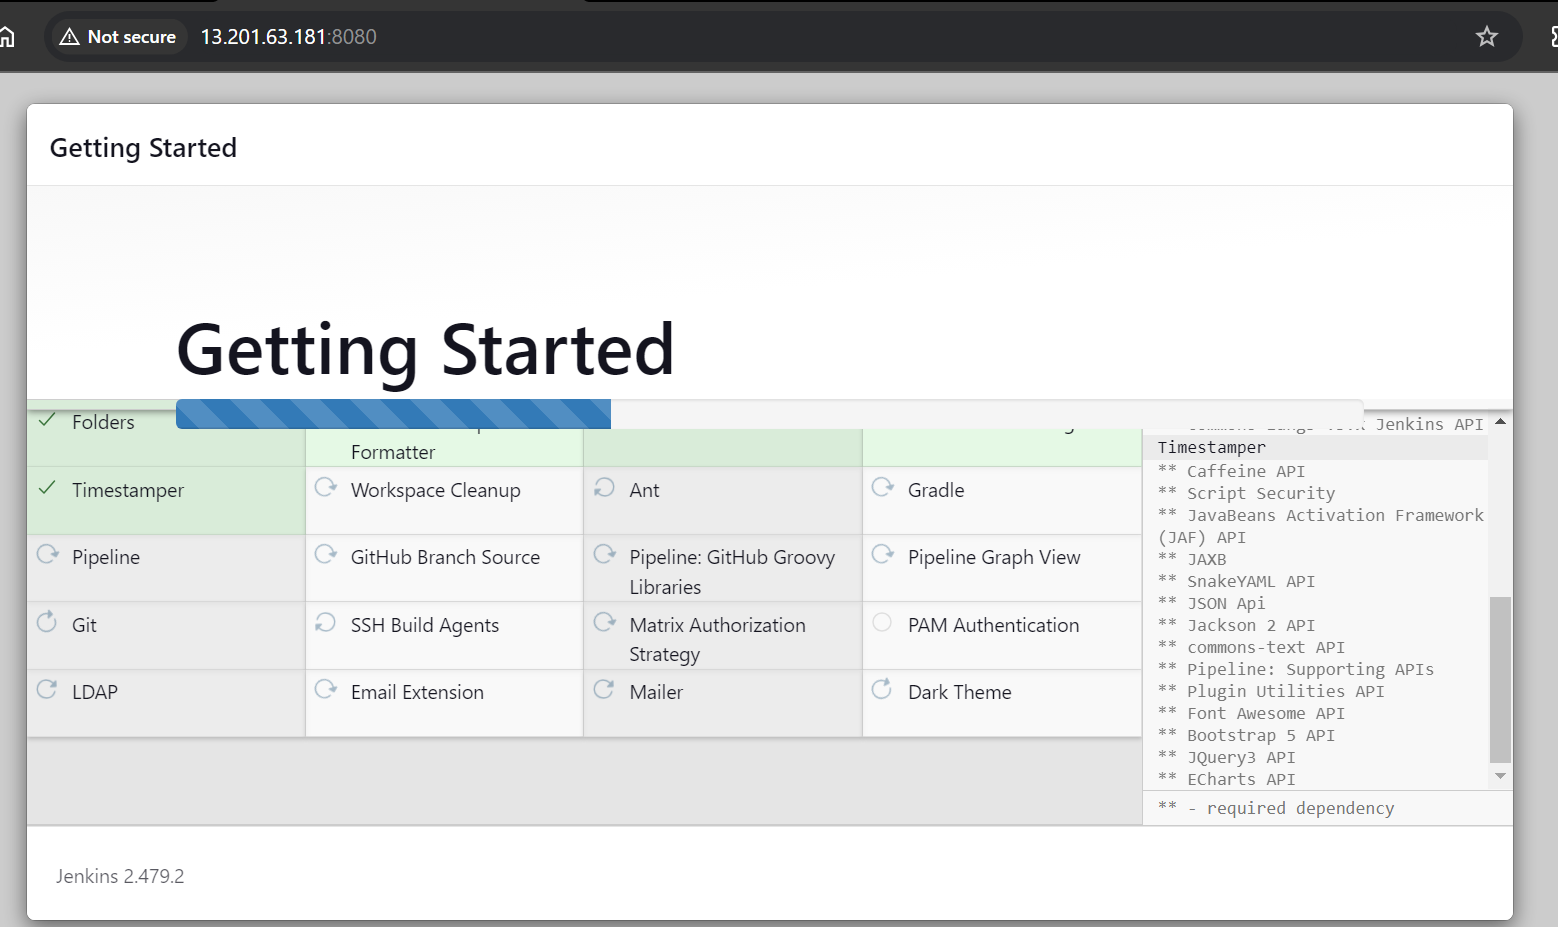 Not secure 13.201.63.181:8080
Getting Started
Getting Started
Folders
Formatter
Timestamper
Workspace Cleanup
Ant
Gradle
Pipeline
GitHub Branch Source
Pipeline: GitHub Groovy
Libraries
Pipeline Graph View
Git
SSH Build Agents
Matrix Authorization
Strategy
PAM Authentication
LDAP
Email Extension
Mailer
Dark Theme
Jenkins API
Timestamper
** Caffeine API
** Script Security
** JavaBeans Activation Framework
(JAF) API
** JAXB
** SnakeYAML API
** JSON Api
** Jackson 2 API
** commons-text API
** Pipeline: Supporting APIs
** Plugin Utilities API
** Font Awesome API
** Bootstrap 5 API
** JQuery3 API
** ECharts API
** - required dependency
Jenkins 2.479.2